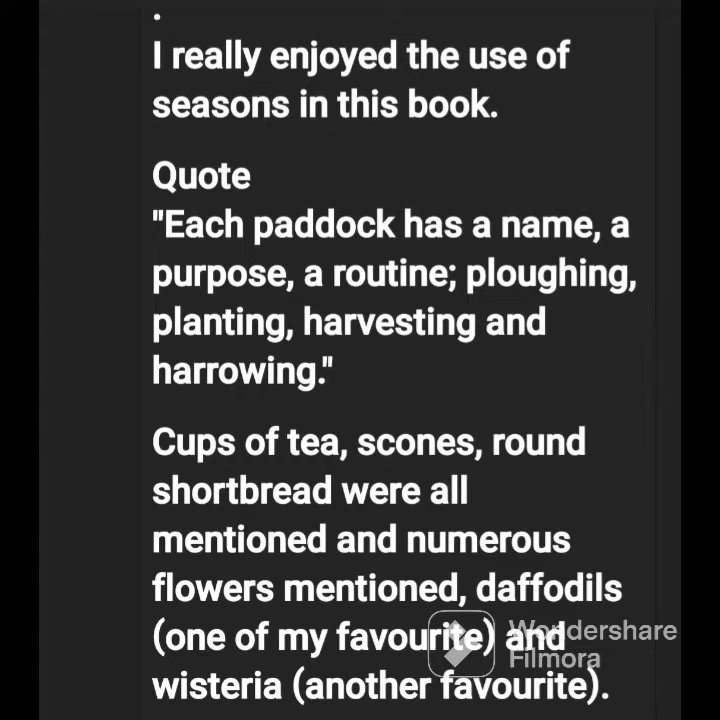 .
I really enjoyed the use of
seasons in this book.
Quote
"Each paddock has a name, a
purpose, a routine; ploughing,
planting, harvesting and
harrowing."
Cups of tea, scones, round
shortbread were all
mentioned and numerous
flowers mentioned, daffodils
(one of my favourite) and
wisteria (another favourite).
Wondershare
Filmora